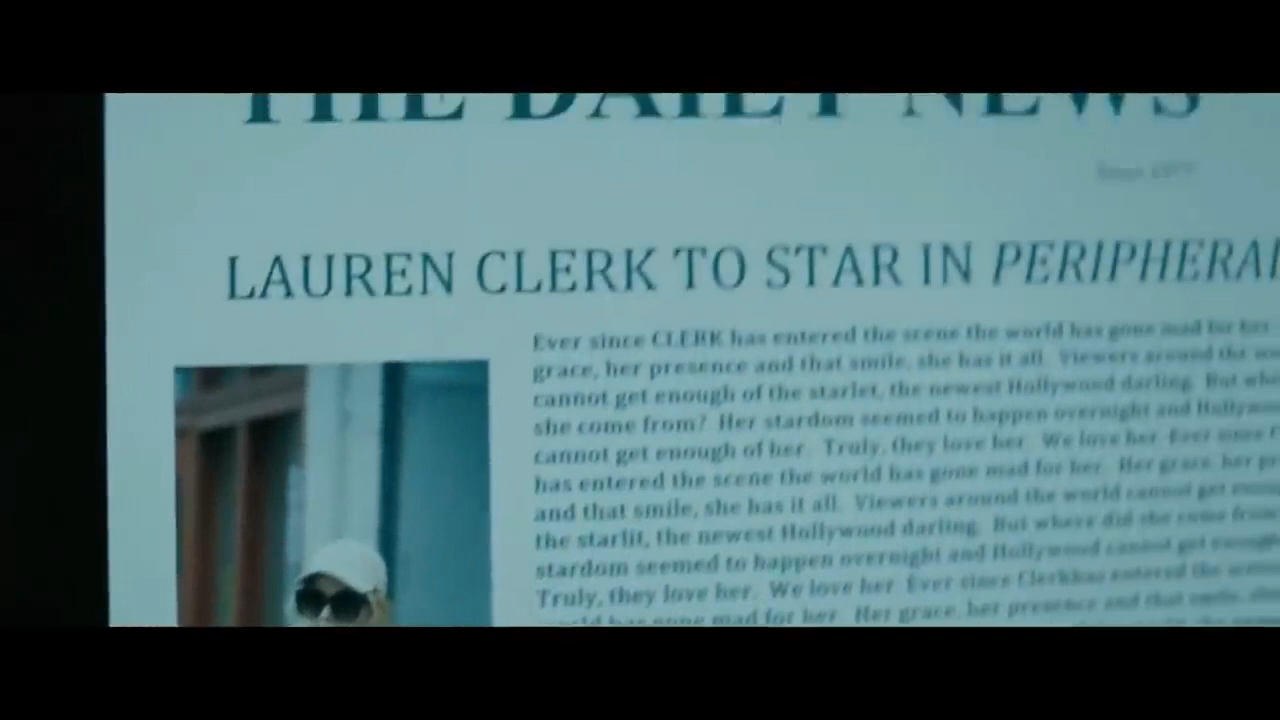 THE DAILY NEWS
LAUREN CLERK TO STAR IN PERIPHERAL
Ever since CLERK has entered the scene the world has gone mad for her
grace, her presence and that smile, she has it all. Viewers around the
cannot get enough of the starlet, the newest Hollywood darling. But
she come from? Her stardom seemed to happen overnight and
cannot get enough of her. Truly, they love her. We love her. Ever since
has entered the scene the world has gone mad for her. Her grace, her
and that smile, she has it all. Viewers around the world cannot get
the starlit, the newest Hollywood darling. But where did she come from
stardom seemed to happen overnight and Hollywood cannot get enough
Truly, they love her. We love her. Ever since Clerkhas entered the
world has gone mad for her. Her grace, her presence and that smile,